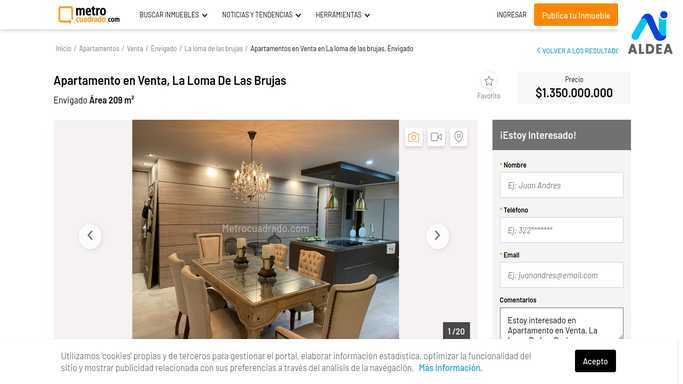 metro
cuadrado.com
BUSCAR INMUEBLES
NOTICIAS Y TENDENCIAS
HERRAMIENTAS
INGRESAR
Publica tu Inmueble
ALDEA
Inicio / Apartamentos / Venta / Envigado / La loma de las brujas / Apartamentos en Venta en La loma de las brujas, Envigado
VOLVER A LOS RESULTADO
Apartamento en Venta, La Loma De Las Brujas
Envigado Área 209 m²
Favorito
Precio
$1.350.000.000
Metrocuadrado.com
1 / 20
¡Estoy Interesado!
* Nombre
Ej: Juan Andres
* Teléfono
Ej: 322*******
* Email
Ej: juanandres@email.com
Comentarios
Estoy interesado en
Apartamento en Venta, La
Utilizamos 'cookies' propias y de terceros para gestionar el portal, elaborar información estadística, optimizar la funcionalidad del
sitio y mostrar publicidad relacionada con sus preferencias a través del análisis de la navegación. Más Información.
Acepto